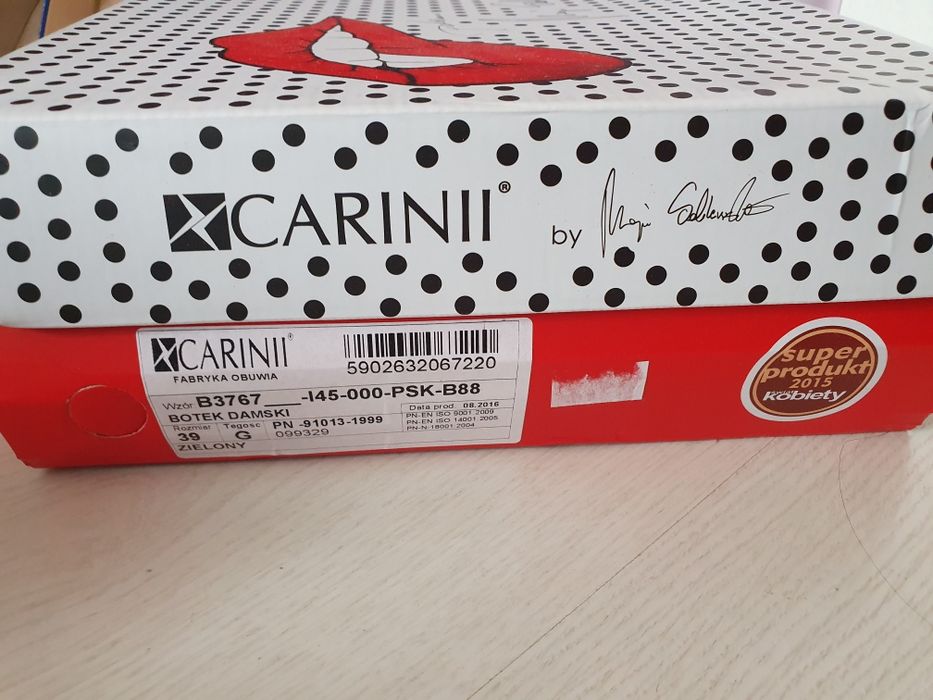 CARINII®
by
CARINII®
FABRYKA OBUWIA
5902632067220
Wzór B3767___-I45-000-PSK-B88
BOTEK DAMSKI
Rozmiar 39
Tęgość G
PN -91013-1999
099329
ZIELONY
Data prod. 08.2016
PN-EN ISO 9001:2009
PN-EN ISO 14001:2005
PN-N-18001:2004
super
produkt
2015
kobiety